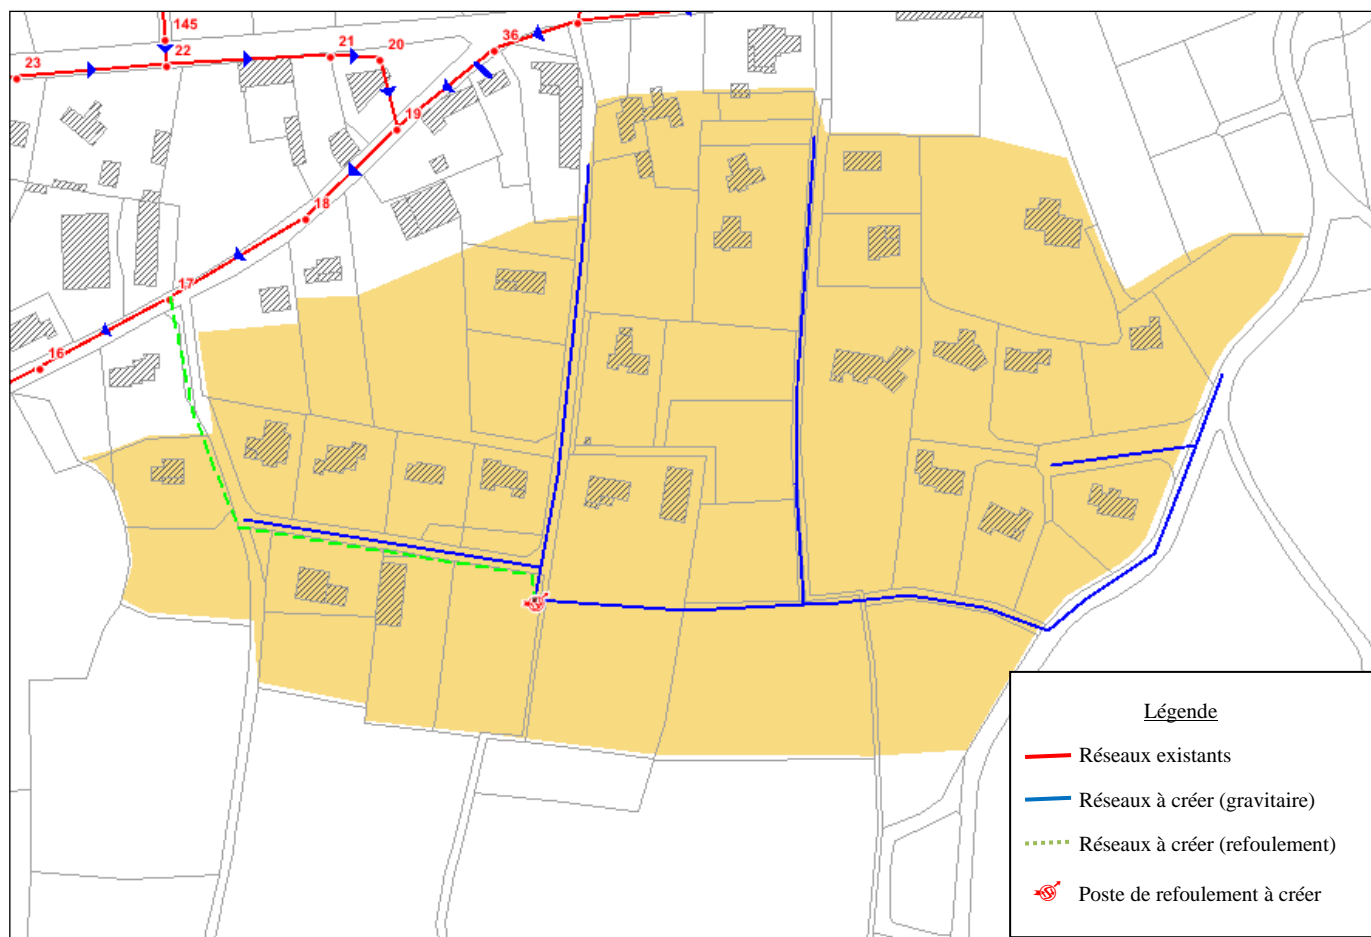 145
36
21
20
22
23
19
18
17
16
Légende
Réseaux existants
Réseaux à créer (gravitaire)
Réseaux à créer (refoulement)
Poste de refoulement à créer